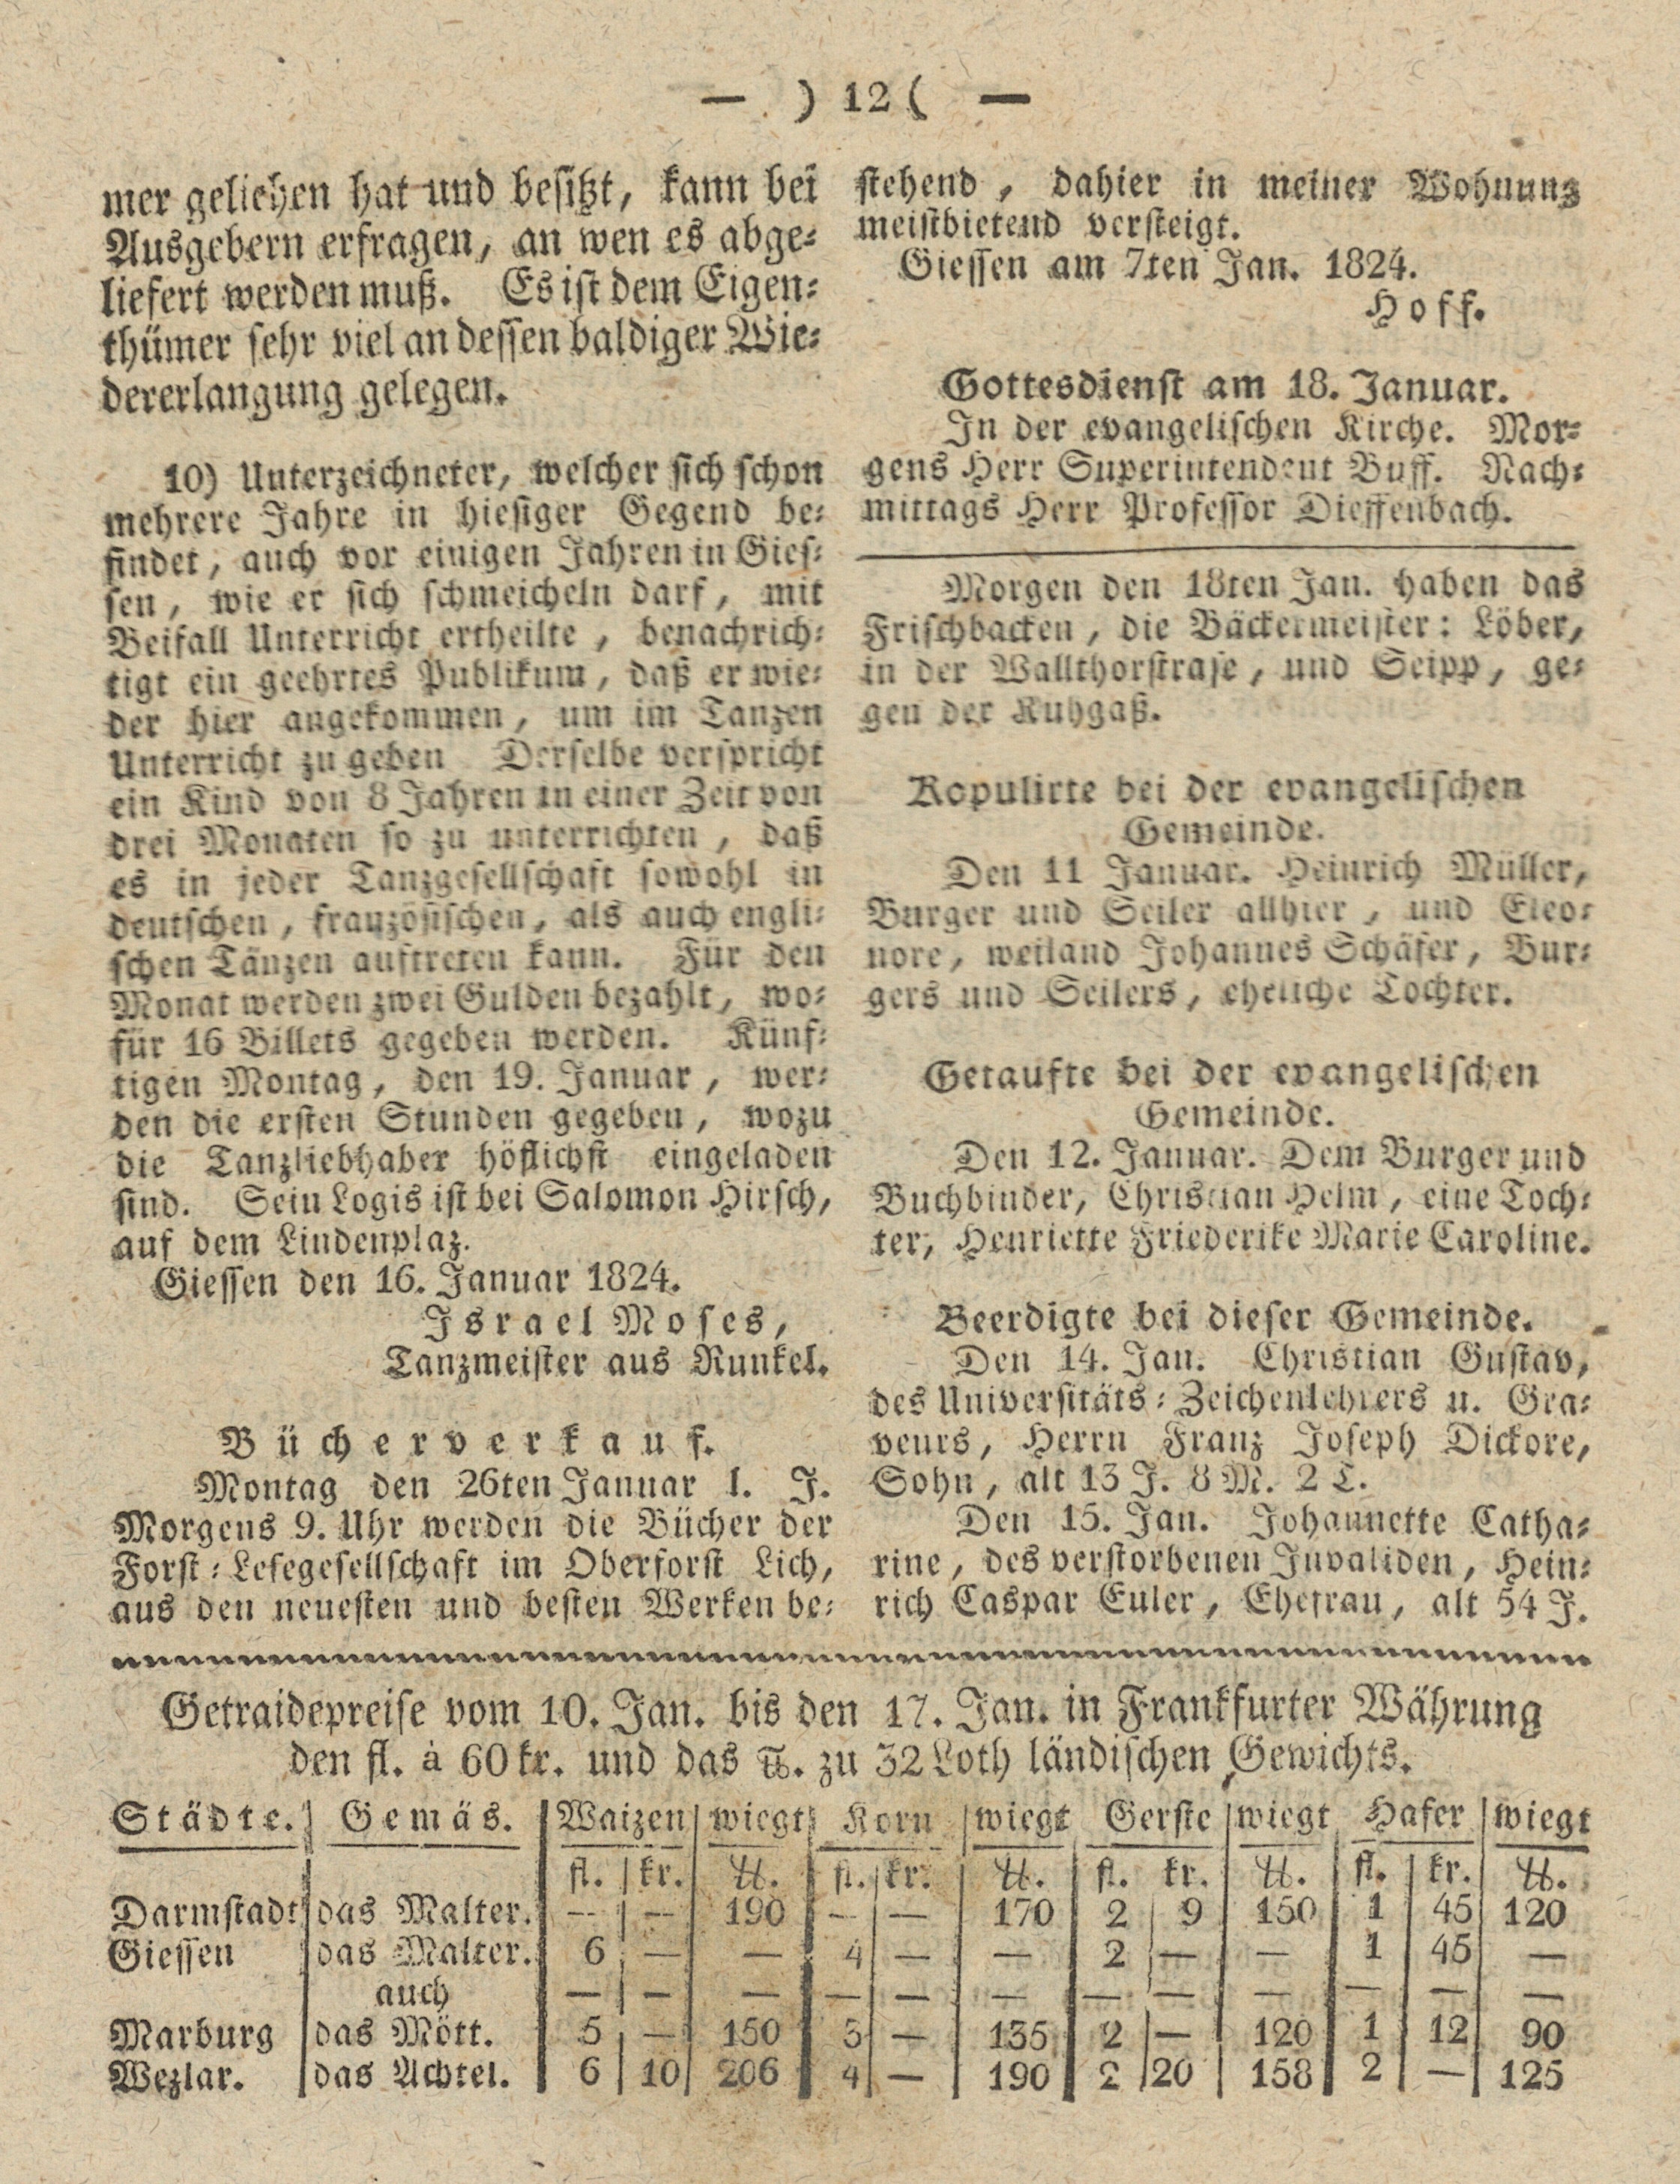 — ) 12 ( —
mer geliehen hat und besitzt, kann bei
Ausgebern erfragen, an wen es abge-
liefert werden muß. Es ist dem Eigen-
thümer sehr viel an dessen baldiger Wie-
dererlangung gelegen.
10) Unterzeichneter, welcher sich schon
mehrere Jahre in hiesiger Gegend be-
findet, auch vor einigen Jahren in Gies-
sen, wie er sich schmeicheln darf, mit
Beifall Unterricht ertheilte, benachrich-
tigt ein geehrtes Publikum, daß er wie-
der hier angekommen, um im Tanzen
Unterricht zu geben Derselbe verspricht
ein Kind von 8 Jahren in einer Zeit von
drei Monaten so zu unterrichten, daß
es in jeder Tanzgesellschaft sowohl in
deutschen, französischen, als auch engli-
schen Tänzen auftreten kann. Für den
Monat werden zwei Gulden bezahlt, wo-
für 16 Billets gegeben werden. Künf-
tigen Montag, den 19. Januar, wer-
den die ersten Stunden gegeben, wozu
die Tanzliebhaber höflichst eingeladen
sind. Sein Logis ist bei Salomon Hirsch,
auf dem Lindenplaz.
Giessen den 16. Januar 1824.
Israel Moses,
Tanzmeister aus Runkel.
Bücherverkauf.
Montag den 26ten Januar l. J.
Morgens 9. Uhr werden die Bücher der
Forst-Lesegesellschaft im Oberforst Lich,
aus den neuesten und besten Werken be-
stehend, dahier in meiner Wohnung
meistbietend versteigt.
Giessen am 7ten Jan. 1824.
Hoff.
Gottesdienst am 18. Januar.
In der evangelischen Kirche. Mor-
gens Herr Superintendent Buff. Nach-
mittags Herr Professor Dieffenbach.
Morgen den 18ten Jan. haben das
Frischbacken, die Bäckermeister: Löber,
in der Wallthorstrase, und Seipp, ge-
gen der Kuhgaß.
Kopulirte bei der evangelischen
Gemeinde.
Den 11 Januar. Heinrich Müller,
Burger und Seiler allhier, und Eleo-
nore, weiland Johannes Schäfer, Bur-
gers und Seilers, eheliche Tochter.
Getaufte bei der evangelischen
Gemeinde.
Den 12. Januar. Dem Burger und
Buchbinder, Christian Helm, eine Toch-
ter, Henriette Friederike Marie Caroline.
Beerdigte bei dieser Gemeinde.
Den 14. Jan. Christian Gustav,
des Universitäts-Zeichenlehrers u. Gra-
veurs, Herrn Franz Joseph Dickore,
Sohn, alt 13 J. 8 M. 2 T.
Den 15. Jan. Johannette Catha-
rine, des verstorbenen Invaliden, Hein-
rich Caspar Euler, Ehefrau, alt 54 J.
Getraidepreise vom 10. Jan. bis den 17. Jan. in Frankfurter Währung
den fl. à 60 kr. und das ℔. zu 32 Loth ländischen Gewichts.
Städte. Gemäs. Waizen wiegt Korn wiegt Gerste wiegt Hafer wiegt
fl. kr. ℔. fl. kr. ℔. fl. kr. ℔. fl. kr. ℔.
Darmstadt das Malter. — — 190 — — 170 2 9 150 1 45 120
Giessen das Malter. 6 — — 4 — — 2 — — 1 45 —
auch — — — — — — — — — — — —
Marburg das Mött. 5 — 150 3 — 135 2 — 120 1 12 90
Wezlar. das Achtel. 6 10 206 4 — 190 2 20 158 2 — 125